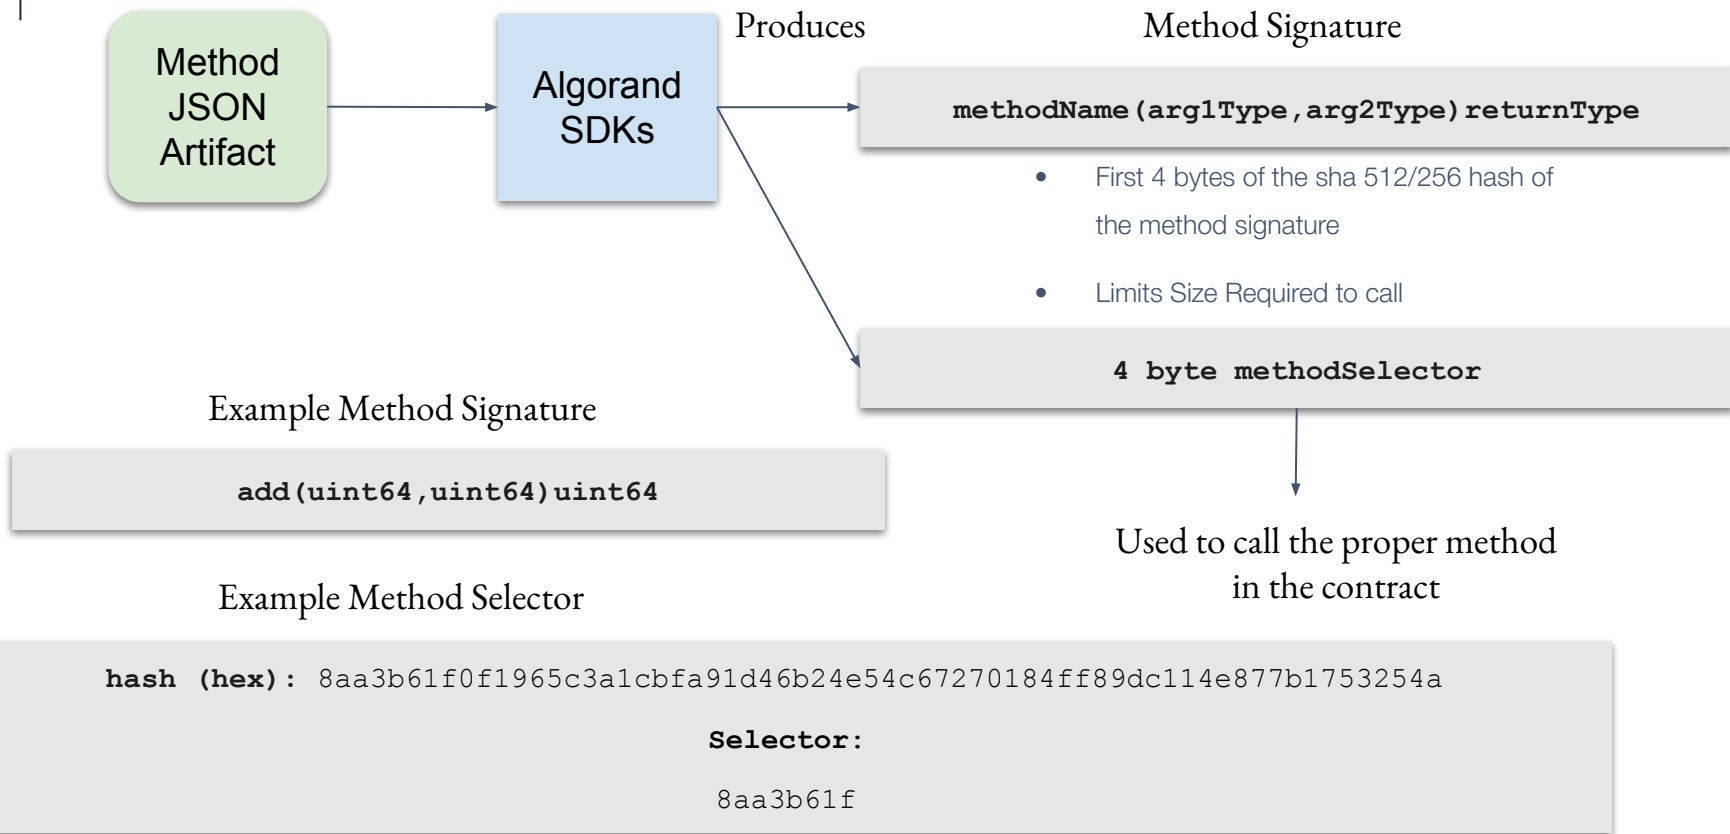 Method
JSON
Artifact
Algorand
SDKs
Produces
Method Signature
methodName(arg1Type,arg2Type)returnType
• First 4 bytes of the sha 512/256 hash of
the method signature
• Limits Size Required to call
4 byte methodSelector
Used to call the proper method
in the contract
Example Method Signature
add(uint64,uint64)uint64
Example Method Selector
hash (hex): 8aa3b61f0f1965c3a1cbfa91d46b24e54c67270184ff89dc114e877b1753254a
Selector:
8aa3b61f